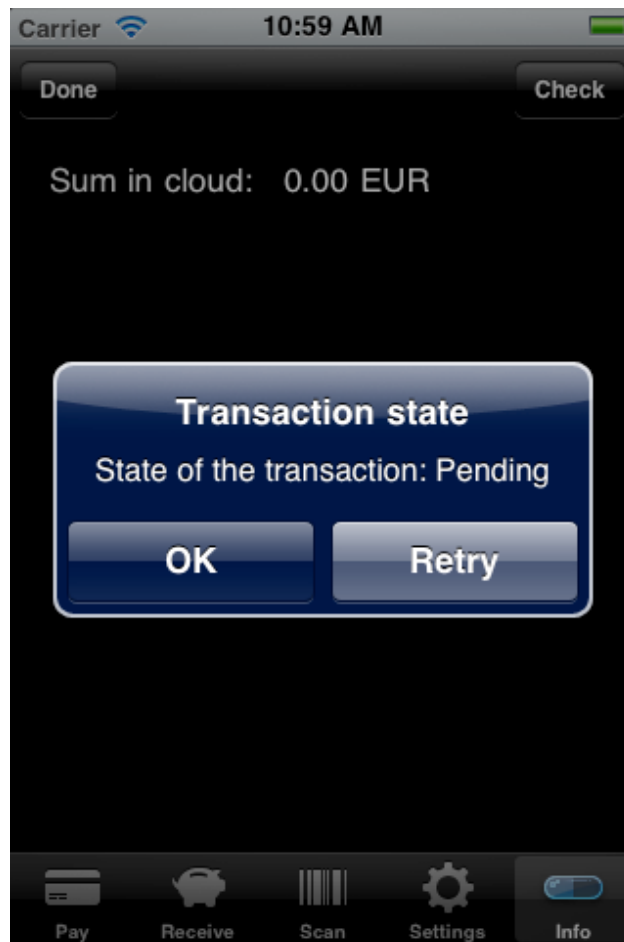 Carrier 10:59 AM
Done Check
Sum in cloud: 0.00 EUR
Transaction state
State of the transaction: Pending
OK Retry
Pay Receive Scan Settings Info